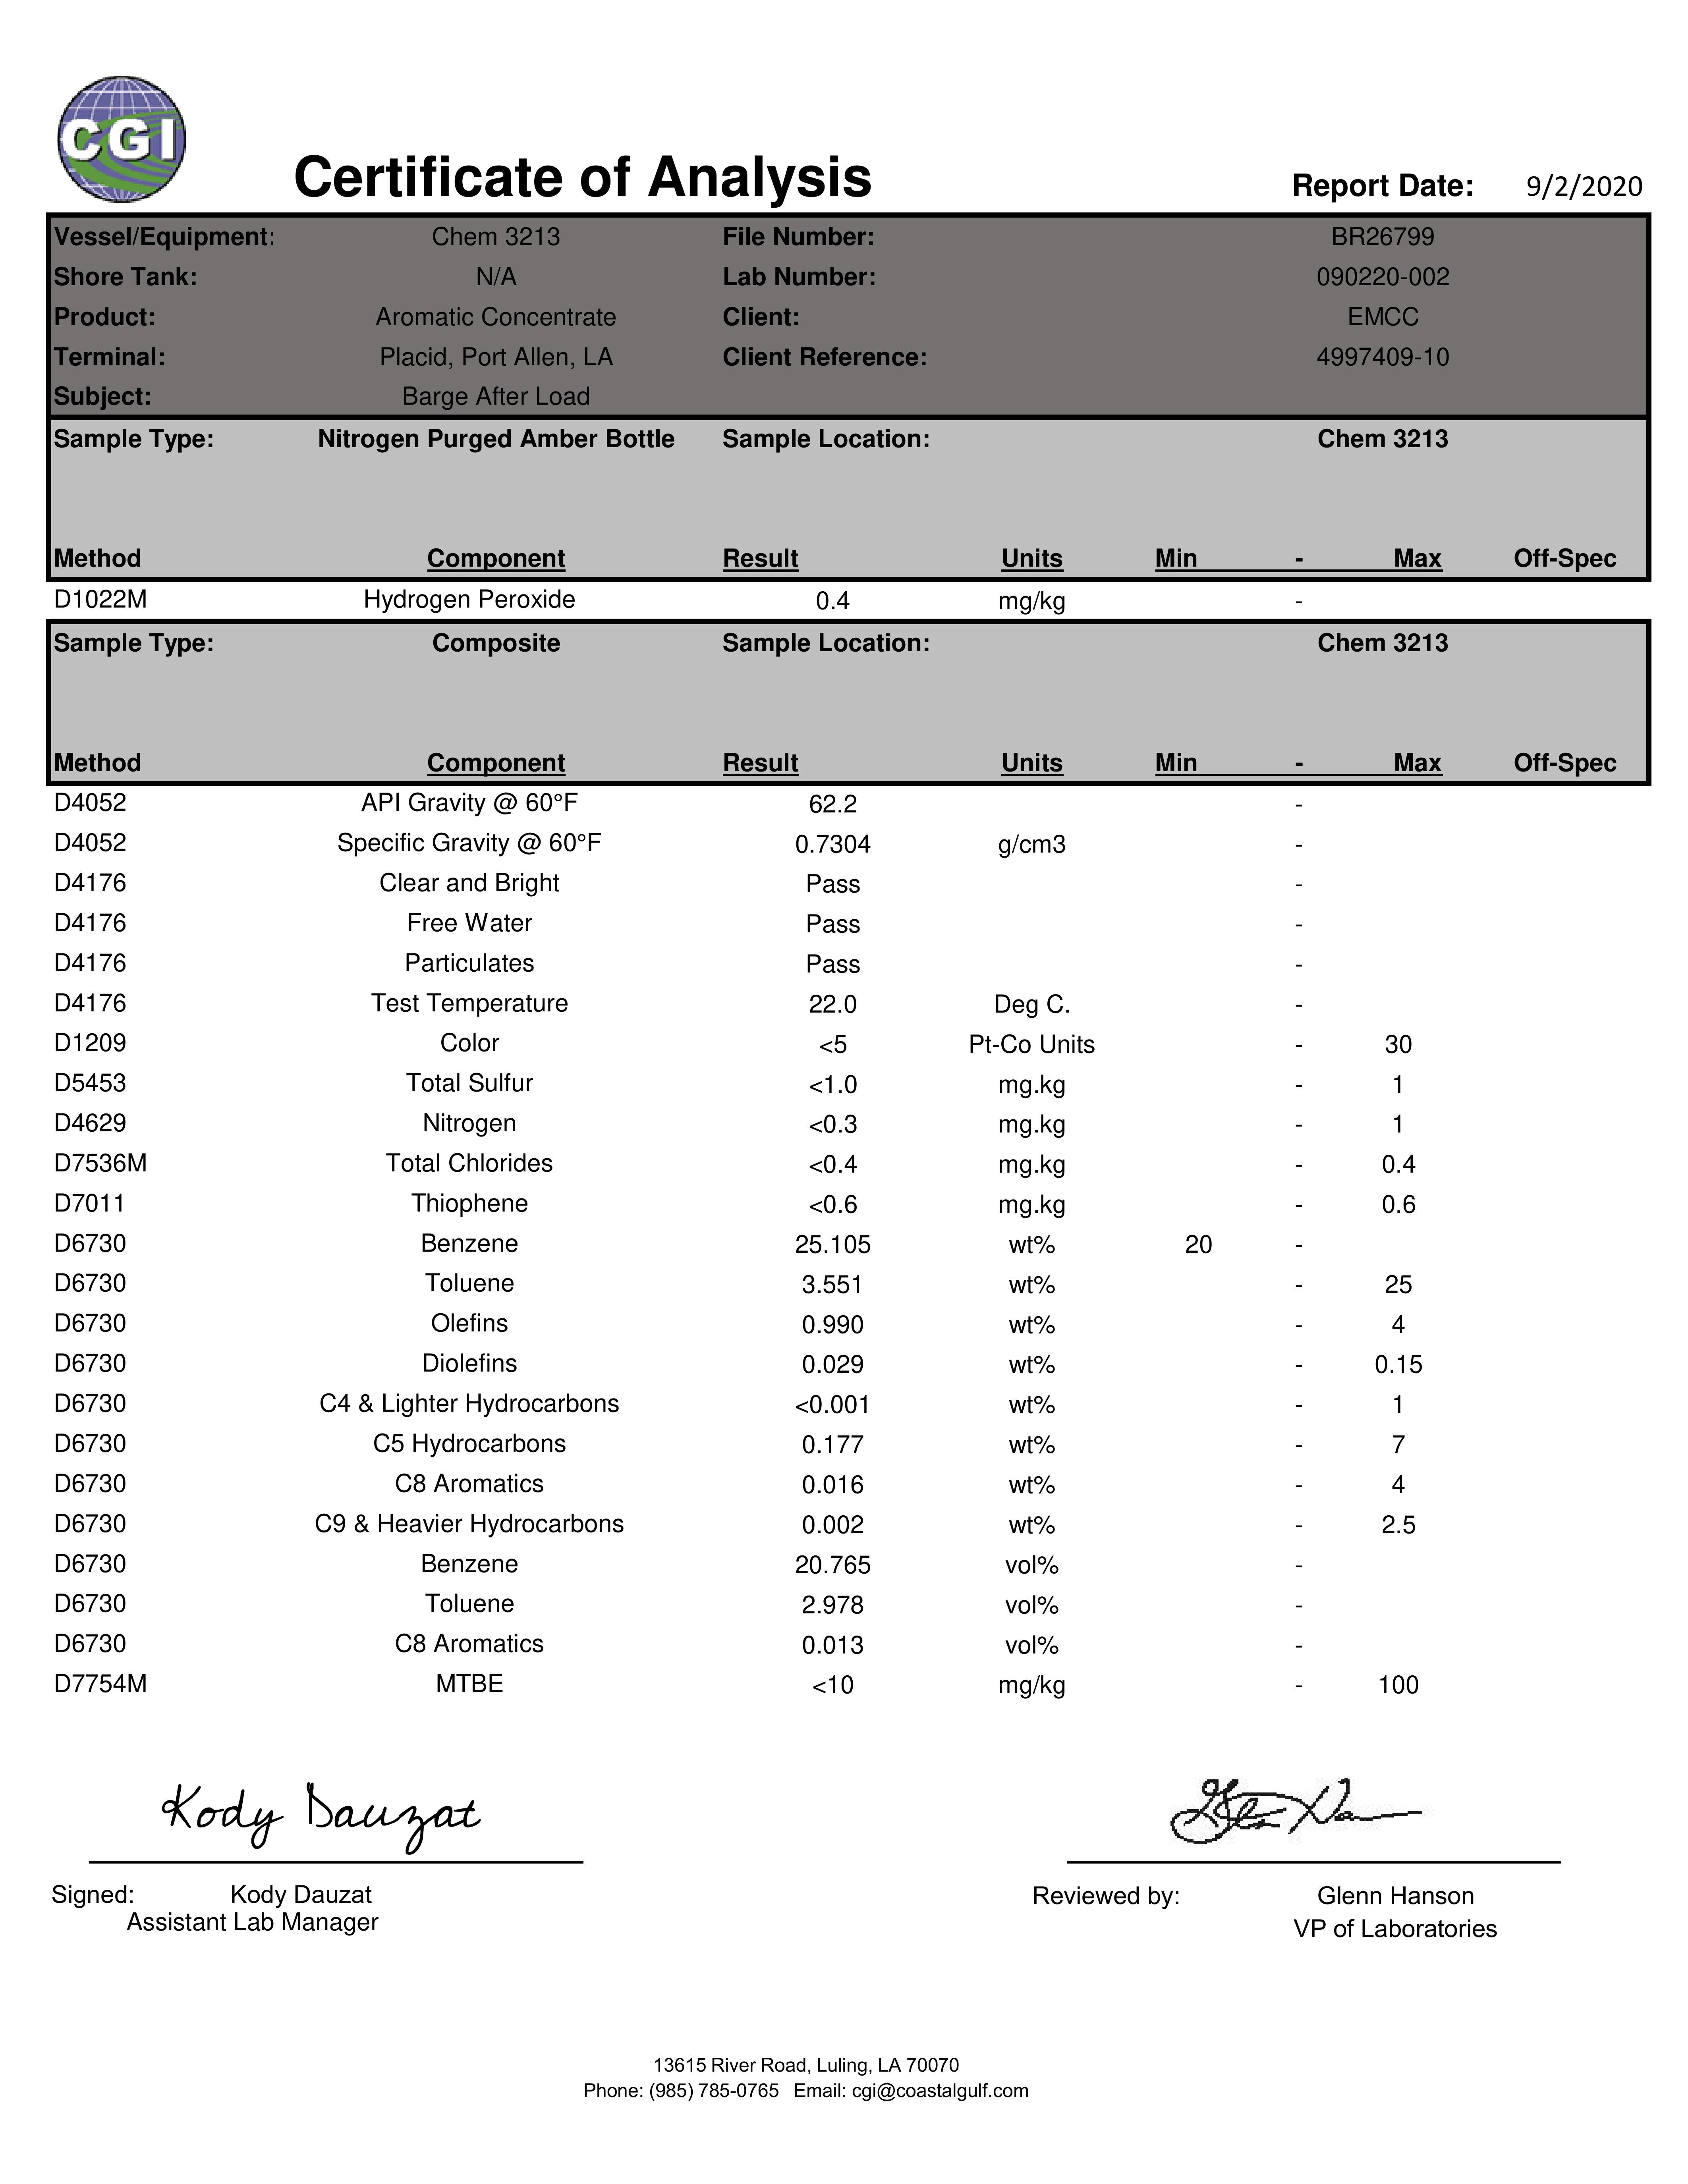 CGI
Certificate of Analysis Report Date: 9/2/2020
Vessel/Equipment: Chem 3213 File Number: BR26799
Shore Tank: N/A Lab Number: 090220-002
Product: Aromatic Concentrate Client: EMCC
Terminal: Placid, Port Allen, LA Client Reference: 4997409-10
Subject: Barge After Load
Sample Type: Nitrogen Purged Amber Bottle Sample Location: Chem 3213
Method Component Result Units Min - Max Off-Spec
D1022M Hydrogen Peroxide 0.4 mg/kg -
Sample Type: Composite Sample Location: Chem 3213
Method Component Result Units Min - Max Off-Spec
D4052 API Gravity @ 60°F 62.2 -
D4052 Specific Gravity @ 60°F 0.7304 g/cm3 -
D4176 Clear and Bright Pass -
D4176 Free Water Pass -
D4176 Particulates Pass -
D4176 Test Temperature 22.0 Deg C. -
D1209 Color <5 Pt-Co Units - 30
D5453 Total Sulfur <1.0 mg.kg - 1
D4629 Nitrogen <0.3 mg.kg - 1
D7536M Total Chlorides <0.4 mg.kg - 0.4
D7011 Thiophene <0.6 mg.kg - 0.6
D6730 Benzene 25.105 wt% 20 -
D6730 Toluene 3.551 wt% - 25
D6730 Olefins 0.990 wt% - 4
D6730 Diolefins 0.029 wt% - 0.15
D6730 C4 & Lighter Hydrocarbons <0.001 wt% - 1
D6730 C5 Hydrocarbons 0.177 wt% - 7
D6730 C8 Aromatics 0.016 wt% - 4
D6730 C9 & Heavier Hydrocarbons 0.002 wt% - 2.5
D6730 Benzene 20.765 vol% -
D6730 Toluene 2.978 vol% -
D6730 C8 Aromatics 0.013 vol% -
D7754M MTBE <10 mg/kg - 100
Kody Dauzat
Signed: Kody Dauzat Reviewed by: Glenn Hanson
Assistant Lab Manager VP of Laboratories
13615 River Road, Luling, LA 70070
Phone: (985) 785-0765 Email: cgi@coastalgulf.com